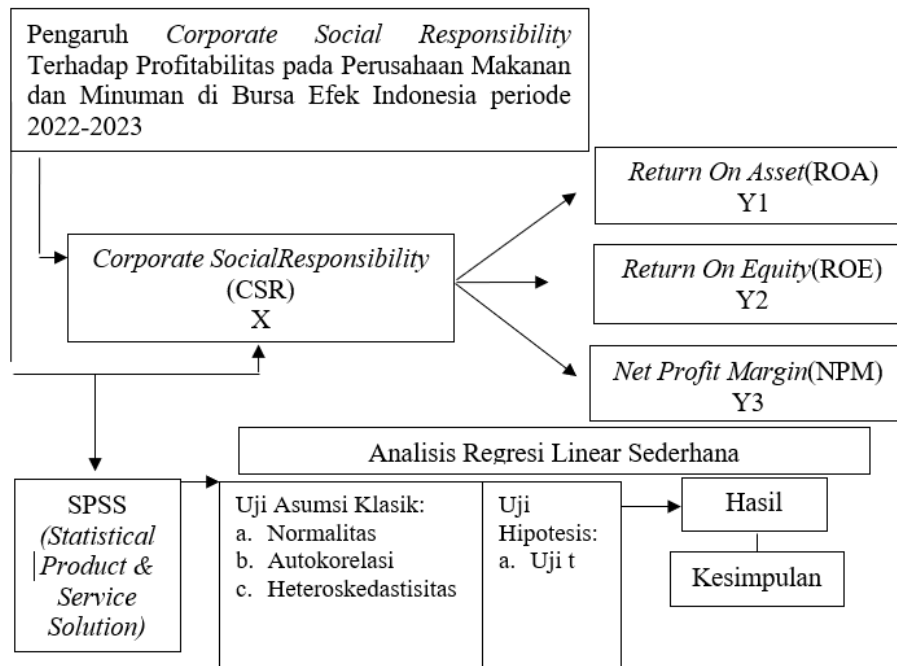 Pengaruh Corporate Social Responsibility
Terhadap Profitabilitas pada Perusahaan Makanan
dan Minuman di Bursa Efek Indonesia periode
2022-2023
Return On Asset(ROA)
Y1
Corporate SocialResponsibility
(CSR)
X
Return On Equity(ROE)
Y2
Net Profit Margin(NPM)
Y3
Analisis Regresi Linear Sederhana
SPSS
(Statistical
Product &
Service
Solution)
Uji Asumsi Klasik:
a. Normalitas
b. Autokorelasi
c. Heteroskedastisitas
Uji
Hipotesis:
a. Uji t
Hasil
Kesimpulan